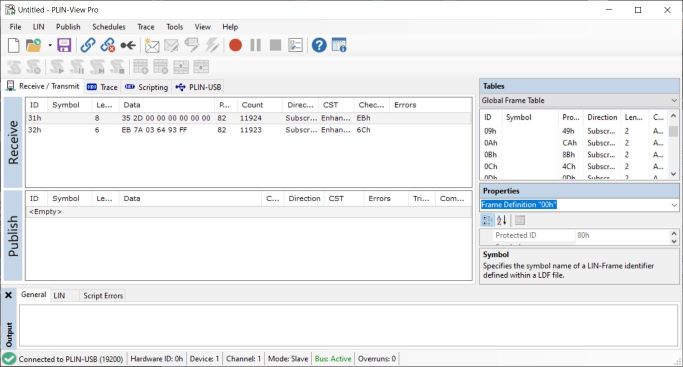 Untitled - PLIN-View Pro
File LIN Publish Schedules Trace Tools View Help
Receive / Transmit Trace Scripting PLIN-USB
Receive
ID Symbol Le... Data P... Count Direc... CST Chec... Errors
31h 8 35 2D 00 00 00 00 00 00 82 11924 Subscr... Enhan... EBh
32h 6 EB 7A 03 64 93 FF 82 11923 Subscr... Enhan... 6Ch
Publish
ID Symbol Le... Data C... Direction CST Errors Tri... Com...
<Empty>
Tables
Global Frame Table
ID Symbol Pro... Direction Len... C...
09h 49h Subscr... 2 A...
0Ah CAh Subscr... 2 A...
0Bh 8Bh Subscr... 2 A...
0Ch 4Ch Subscr... 2 A...
0Dh 0Dh Subscr... 2 A...
Properties
Frame Definition "00h"
Protected ID 80h
Symbol
Specifies the symbol name of a LIN-Frame identifier
defined within a LDF file.
Output
General LIN Script Errors
Connected to PLIN-USB (19200) Hardware ID: 0h Device: 1 Channel: 1 Mode: Slave Bus: Active Overruns: 0